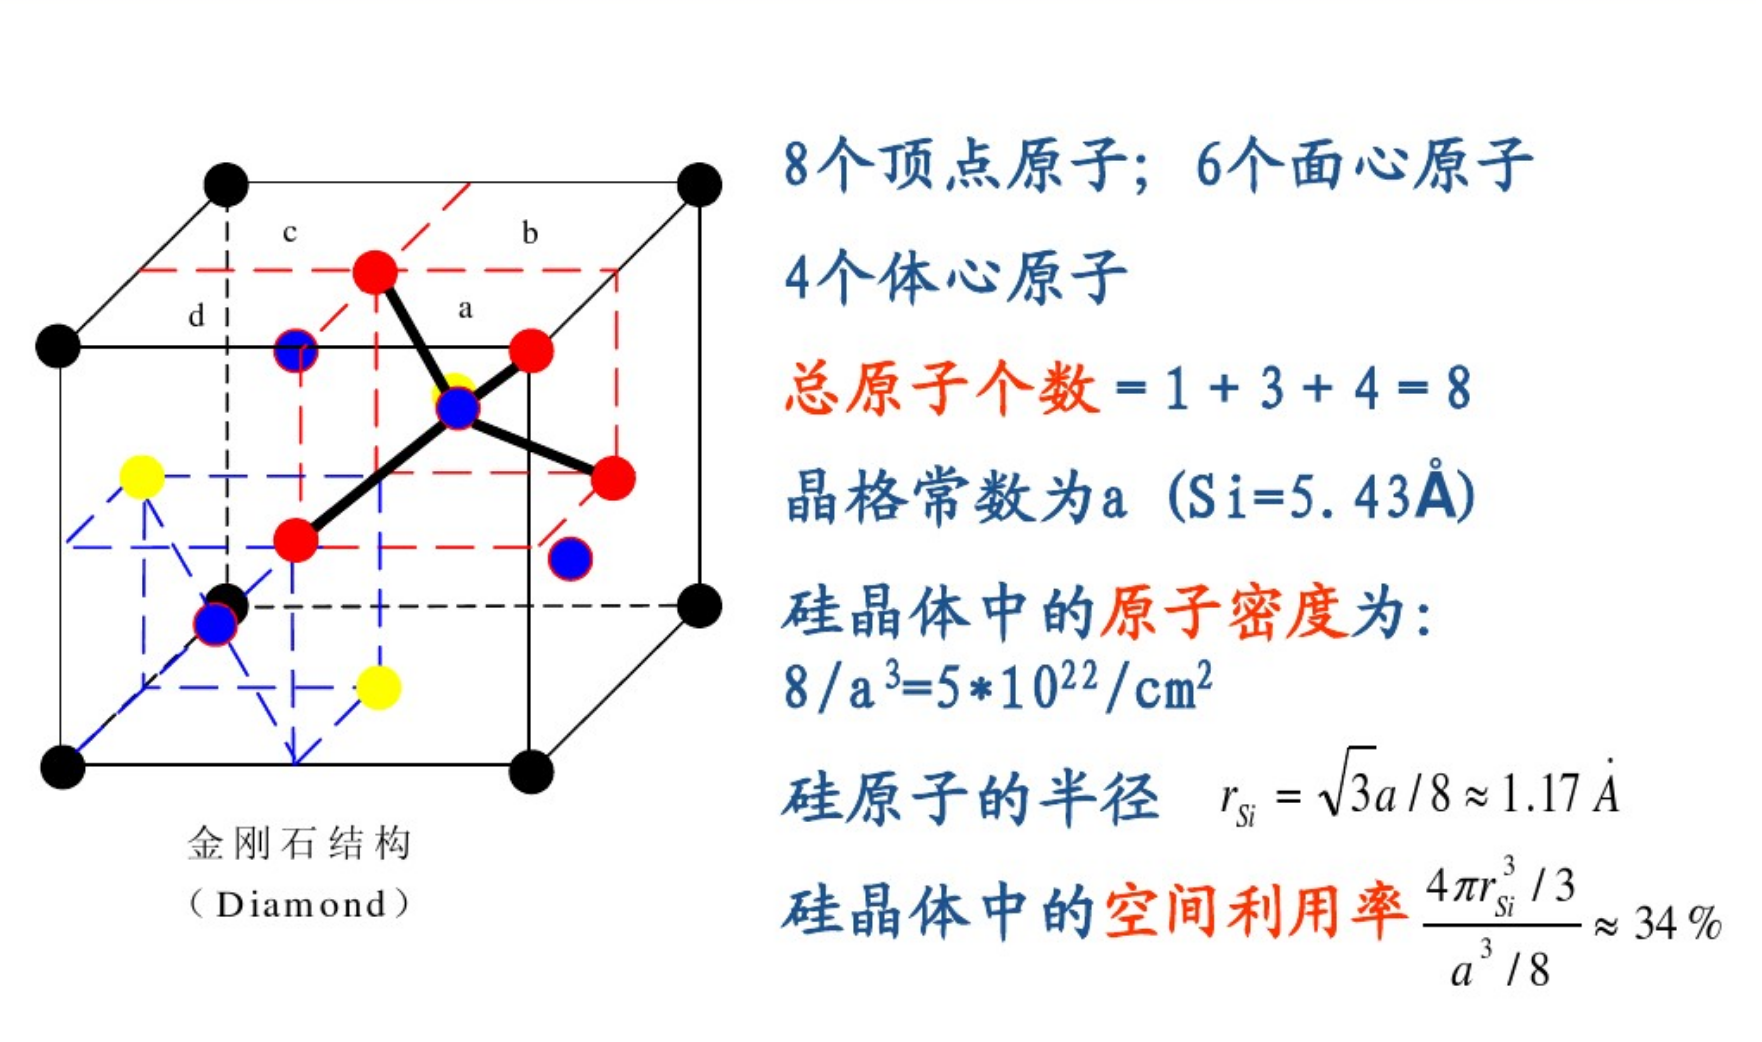 c
b
d
a
金刚石结构
（Diamond）
8个顶点原子；6个面心原子
4个体心原子
总原子个数 = 1 + 3 + 4 = 8
晶格常数为a (Si=5.43Å)
硅晶体中的原子密度为:
8/a³=5*10²²/cm²
硅原子的半径 r_Si = √3a / 8 ≈ 1.17 Ȧ
硅晶体中的空间利用率 (4πr_Si³ / 3) / (a³ / 8) ≈ 34%